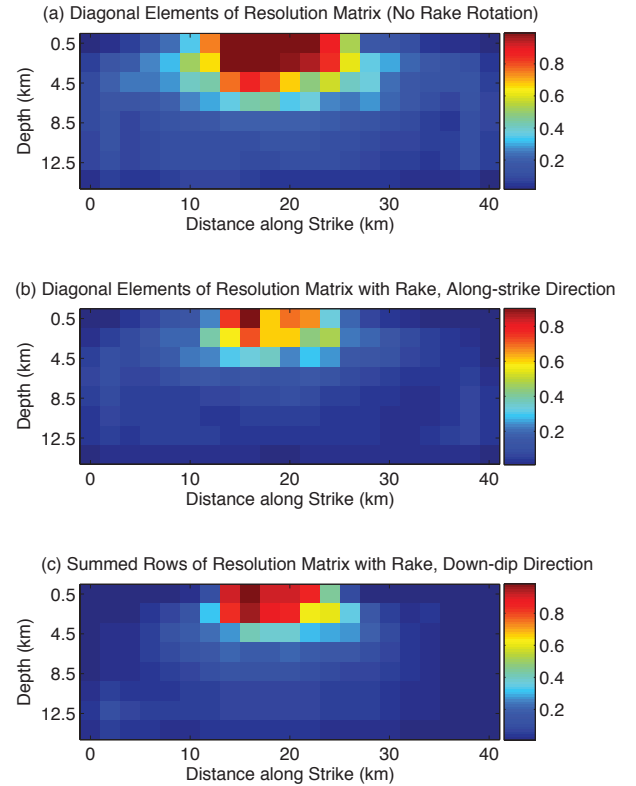 (a) Diagonal Elements of Resolution Matrix (No Rake Rotation)
0.5
4.5
8.5
12.5
Depth (km)
0 10 20 30 40
Distance along Strike (km)
0.8
0.6
0.4
0.2
(b) Diagonal Elements of Resolution Matrix with Rake, Along-strike Direction
0.5
4.5
8.5
12.5
Depth (km)
0 10 20 30 40
Distance along Strike (km)
0.8
0.6
0.4
0.2
(c) Summed Rows of Resolution Matrix with Rake, Down-dip Direction
0.5
4.5
8.5
12.5
Depth (km)
0 10 20 30 40
Distance along Strike (km)
0.8
0.6
0.4
0.2